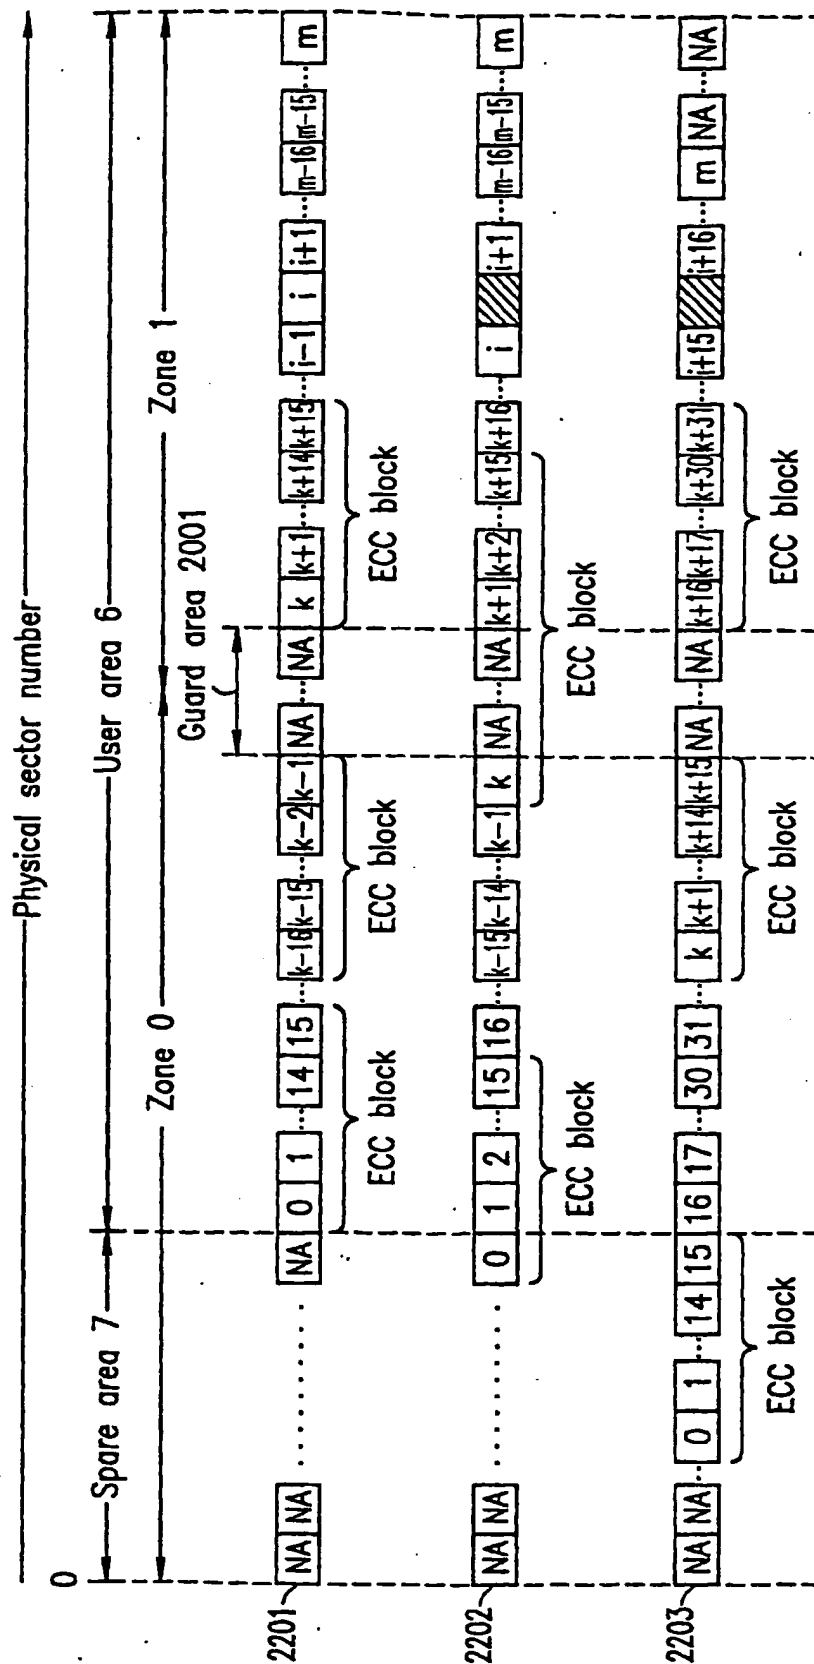 Physical sector number
0
Spare area 7
User area 6
Zone 0
Zone 1
Guard area 2001
2201
NA NA ........ NA 0 1 ... 14 15 ... k-16 k-15 ... k-2 k-1 NA ... NA k k+1 ... k+14 k+15 ... i-1 i i+1 ... m-16 m-15 ... m
ECC block
ECC block
ECC block
2202
NA NA ........ 0 1 2 ... 15 16 ... k-15 k-14 ... k-1 k NA ... NA k+1 k+2 ... k+15 k+16 ... i i+1 ... m-16 m-15 ... m
ECC block
ECC block
2203
NA NA ... 0 1 ... 14 15 16 17 ... 30 31 ... k k+1 ... k+14 k+15 NA ... NA k+16 k+17 ... k+30 k+31 ... i+15 i+16 ... m NA ... NA
ECC block
ECC block
ECC block